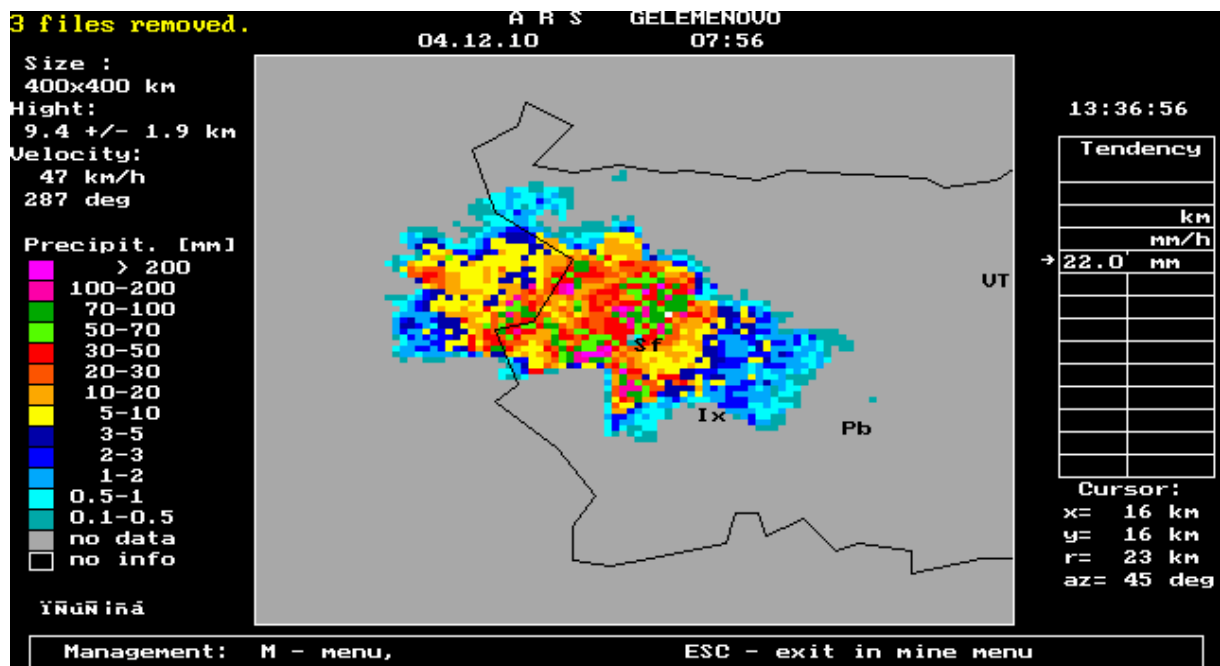 3 files removed.
A R S GELEMENOVO
04.12.10 07:56
Size :
400x400 km
Hight:
9.4 +/- 1.9 km
Velocity:
47 km/h
287 deg
Precipit. [mm]
> 200
100-200
70-100
50-70
30-50
20-30
10-20
5-10
3-5
2-3
1-2
0.5-1
0.1-0.5
no data
no info
VT
Sf
Ix
Pb
13:36:56
Tendency
km
mm/h
22.0' mm
Cursor:
x= 16 km
y= 16 km
r= 23 km
az= 45 deg
Management: M - menu, ESC - exit in mine menu